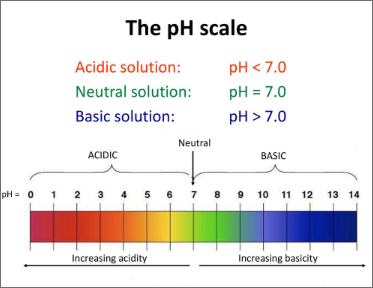 The pH scale
Acidic solution: pH < 7.0
Neutral solution: pH = 7.0
Basic solution: pH > 7.0
Neutral
ACIDIC BASIC
pH = 0 1 2 3 4 5 6 7 8 9 10 11 12 13 14
Increasing acidity Increasing basicity